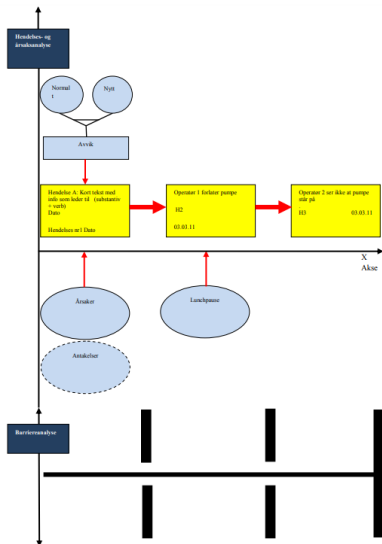 Hendelses- og
årsaksanalyse
Normal
t
Nytt
Avvik
Hendelse A: Kort tekst med
info som leder til (substantiv
+ verb)
Dato
Hendelses nr1 Dato
Operatør 1 forlater pumpe
H2
03.03.11
Operatør 2 ser ikke at pumpe
står på
H3 03.03.11
X
Akse
Årsaker
Lunchpause
Antakelser
Barriereanalyse